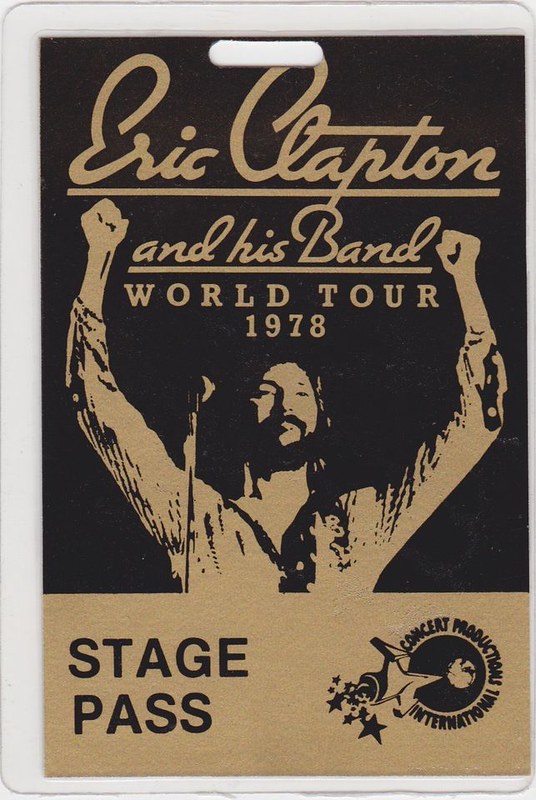 Eric Clapton
and his Band
WORLD TOUR
1978
STAGE
PASS
CONCERT PRODUCTIONS
INTERNATIONAL